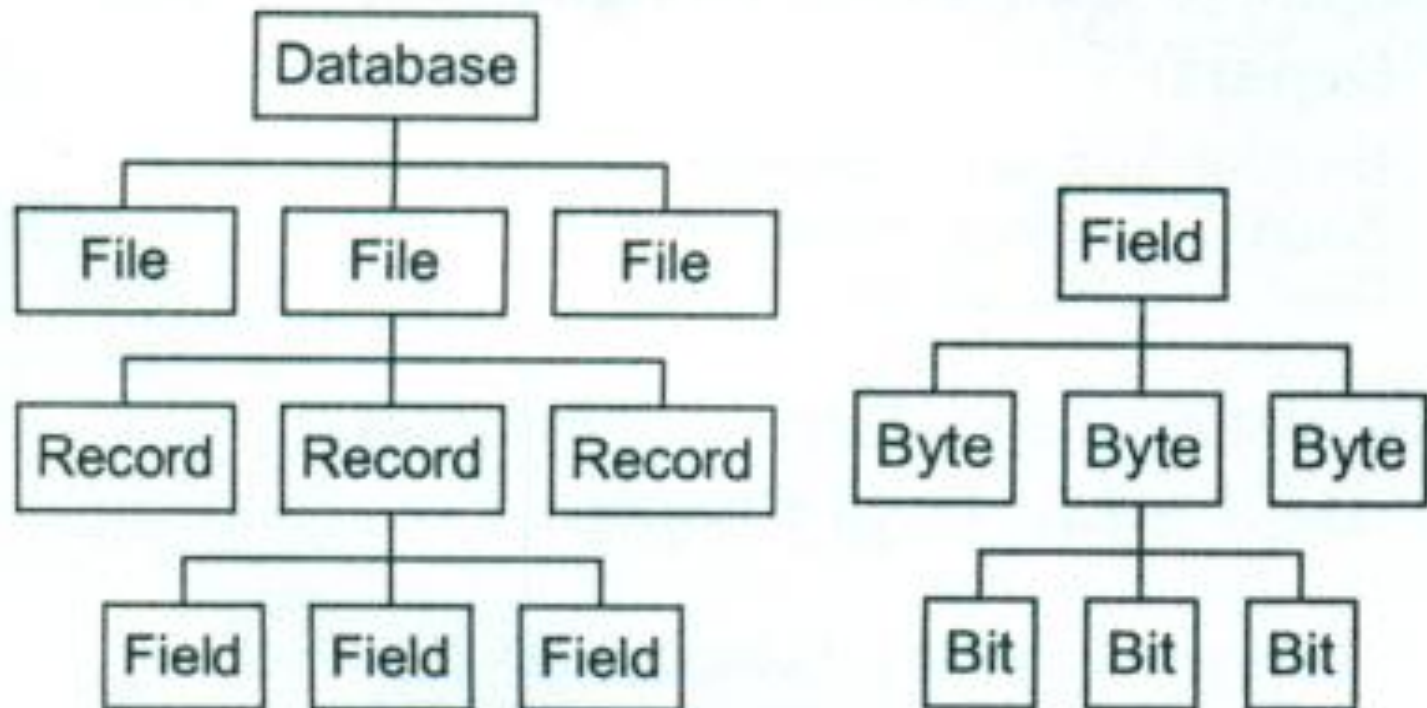 Database
File File File
Record Record Record
Field Field Field
Field
Byte Byte Byte
Bit Bit Bit